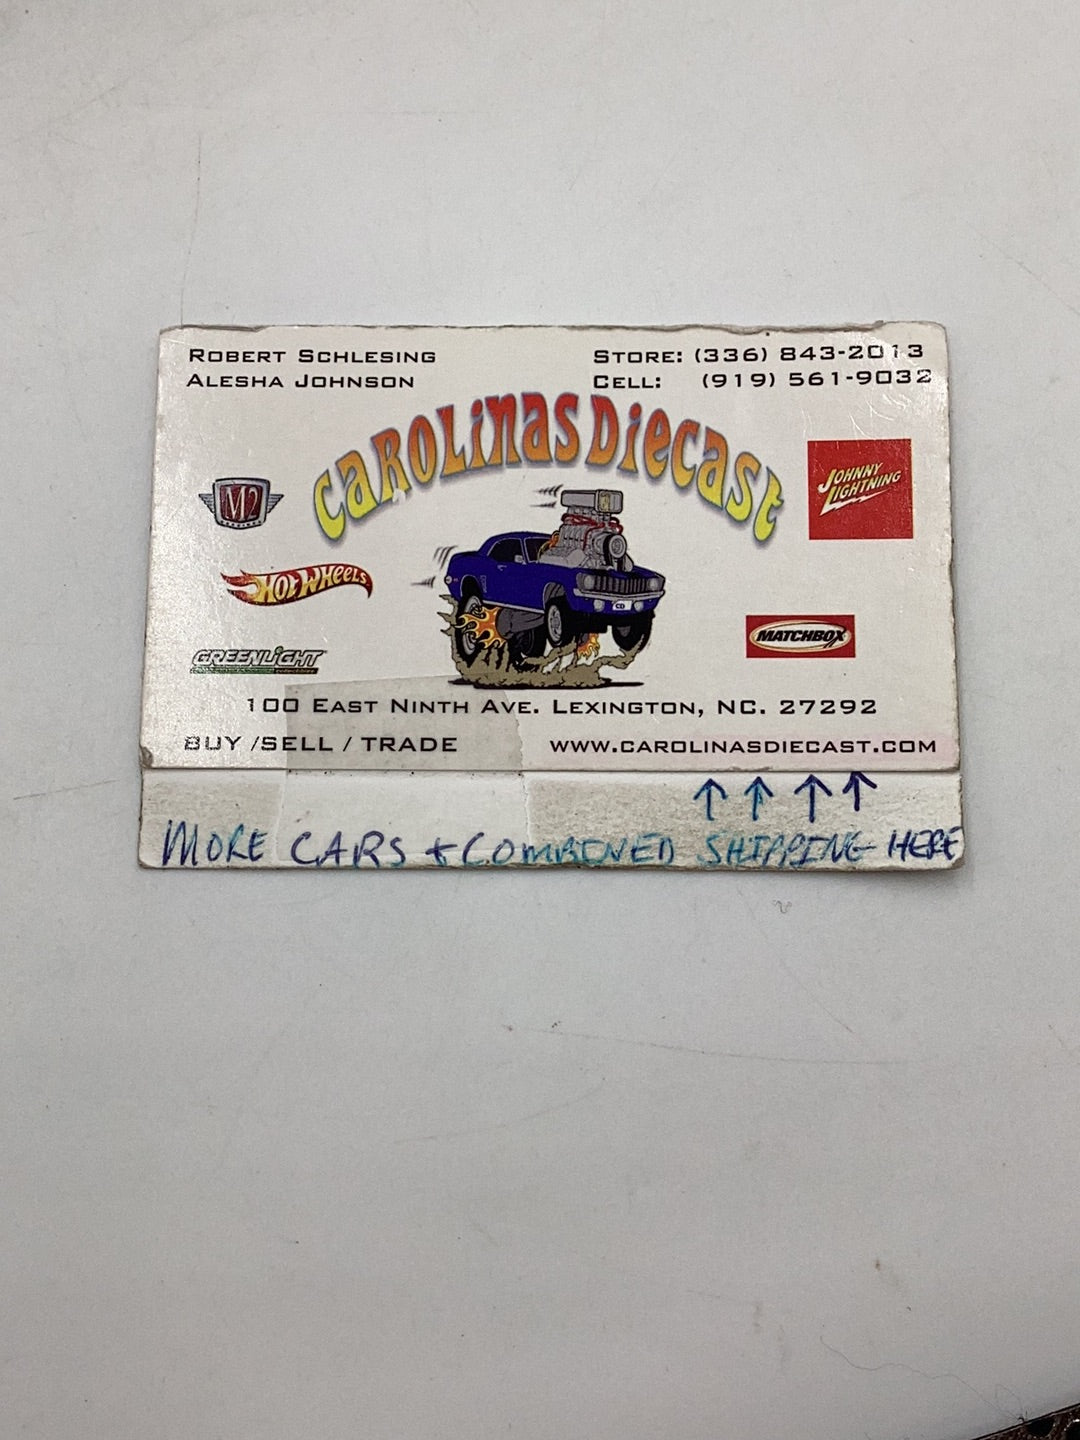 ROBERT SCHLESING
ALESHA JOHNSON
STORE: (336) 843-2013
CELL: (919) 561-9032
CAROLINAS DIECAST
M2
JOHNNY
LIGHTNING
HOT WHEELS
CD
MATCHBOX
GREENLIGHT
100 EAST NINTH AVE. LEXINGTON, NC. 27292
BUY /SELL / TRADE
WWW.CAROLINASDIECAST.COM
↑ ↑ ↑ ↑
MORE CARS + COMBINED SHIPPING HERE